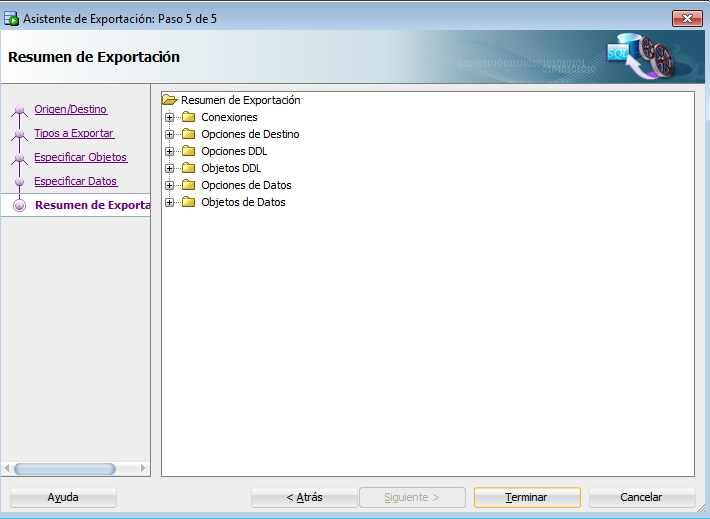 Asistente de Exportación: Paso 5 de 5
Resumen de Exportación
SQL
0101010101010101010101010101
01010101010
Origen/Destino
Tipos a Exportar
Especificar Objetos
Especificar Datos
Resumen de Exporta
Resumen de Exportación
Conexiones
Opciones de Destino
Opciones DDL
Objetos DDL
Opciones de Datos
Objetos de Datos
Ayuda
< Atrás
Siguiente >
Terminar
Cancelar